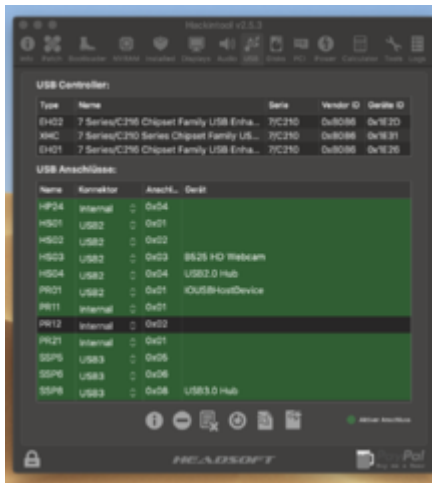 Hackintool v2.5.3
Info Patch Bootloader NVRAM Installed Displays Audio USB Disks PCI Power Calculator Tools Logs
USB Controller:
Type Name Serie Vendor ID Geräte ID
EH02 7 Series/C216 Chipset Family USB Enha... 7/C210 0x8086 0x1E2D
XHC 7 Series/C210 Series Chipset Family US... 7/C210 0x8086 0x1E31
EH01 7 Series/C216 Chipset Family USB Enha... 7/C210 0x8086 0x1E26
USB Anschlüsse:
Name Konnektor Anschl... Gerät
HP24 Internal 0x04
HS01 USB2 0x01
HS02 USB2 0x02
HS03 USB2 0x03 B525 HD Webcam
HS04 USB2 0x04 USB2.0 Hub
PR01 USB2 0x01 IOUSBHostDevice
PR11 Internal 0x01
PR12 Internal 0x02
PR21 Internal 0x01
SSP5 USB3 0x05
SSP6 USB3 0x06
SSP8 USB3 0x08 USB3.0 Hub
Aktiver Anschluss
HEADSOFT
PayPal
Buy me a Beer